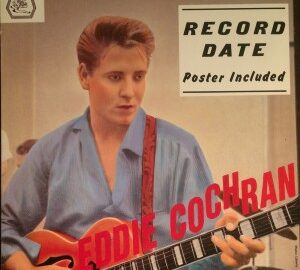 RECORD
DATE
Poster Included
EDDIE COCHRAN